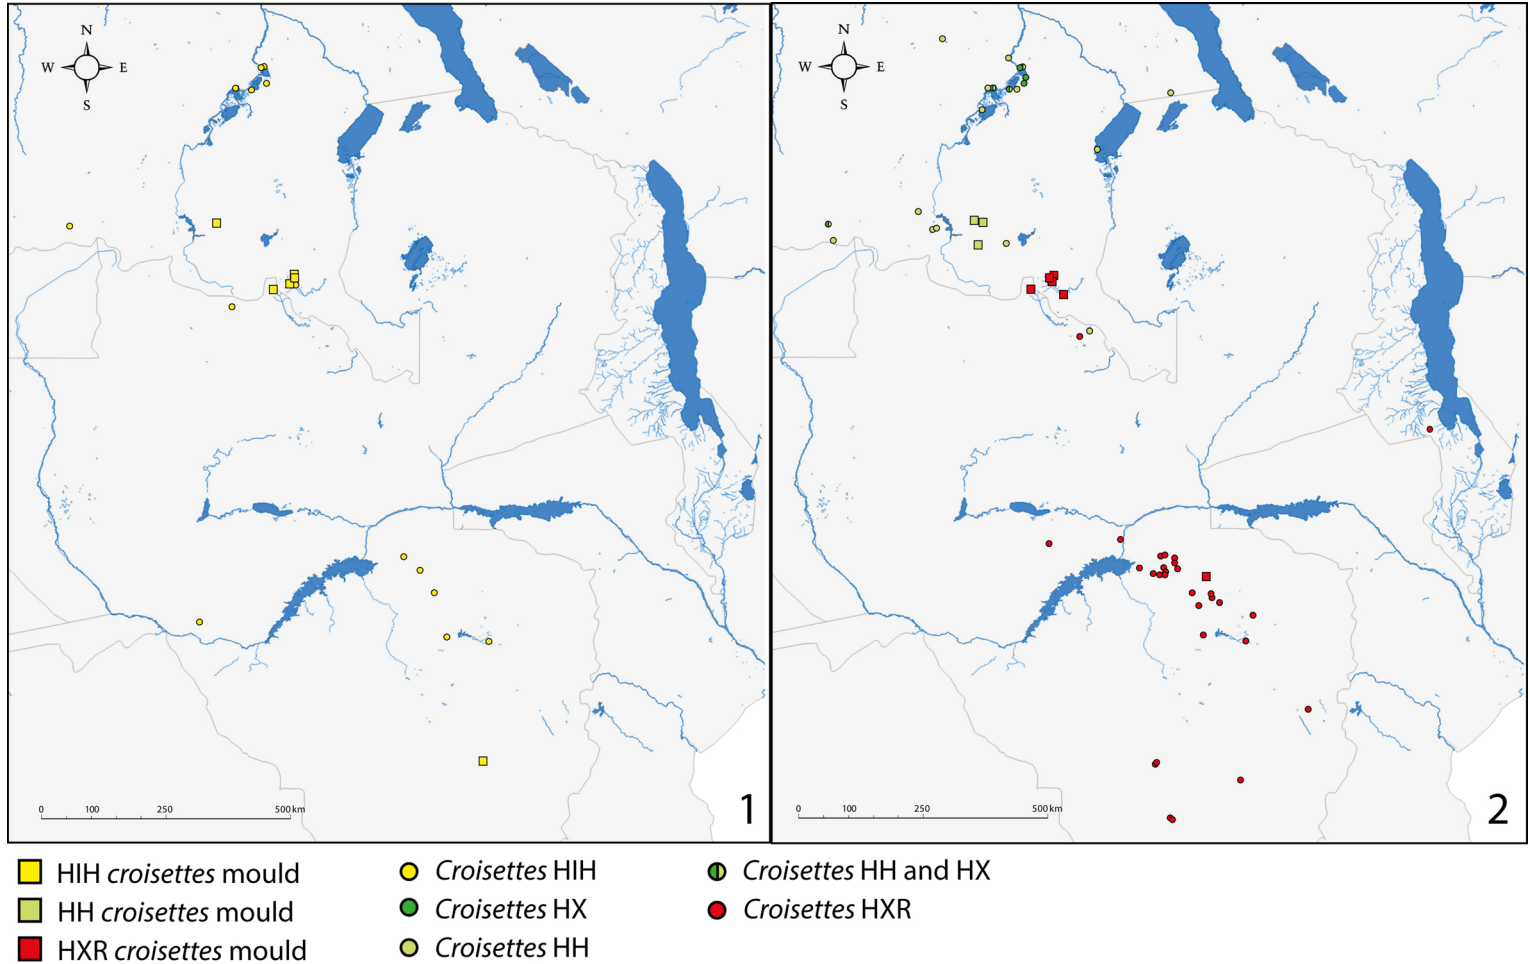 N
W E
S
0 100 250 500 km
1
N
W E
S
0 100 250 500 km
2
HIH croisettes mould
HH croisettes mould
HXR croisettes mould
Croisettes HIH
Croisettes HX
Croisettes HH
Croisettes HH and HX
Croisettes HXR